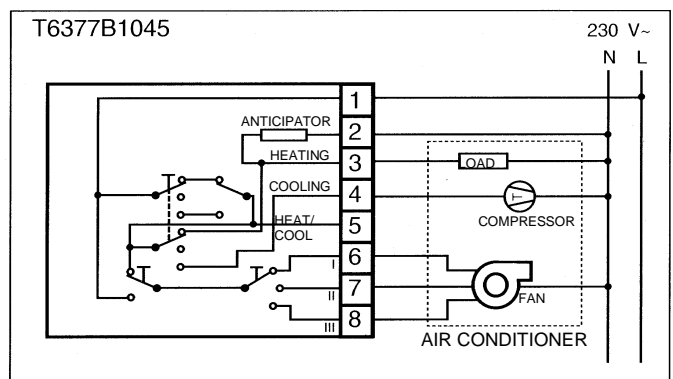 T6377B1045
230 V~
N L
1
ANTICIPATOR
2
HEATING
3
OAD
COOLING
4
T
COMPRESSOR
HEAT/
COOL
5
6
I
7
II
FAN
8
III
AIR CONDITIONER